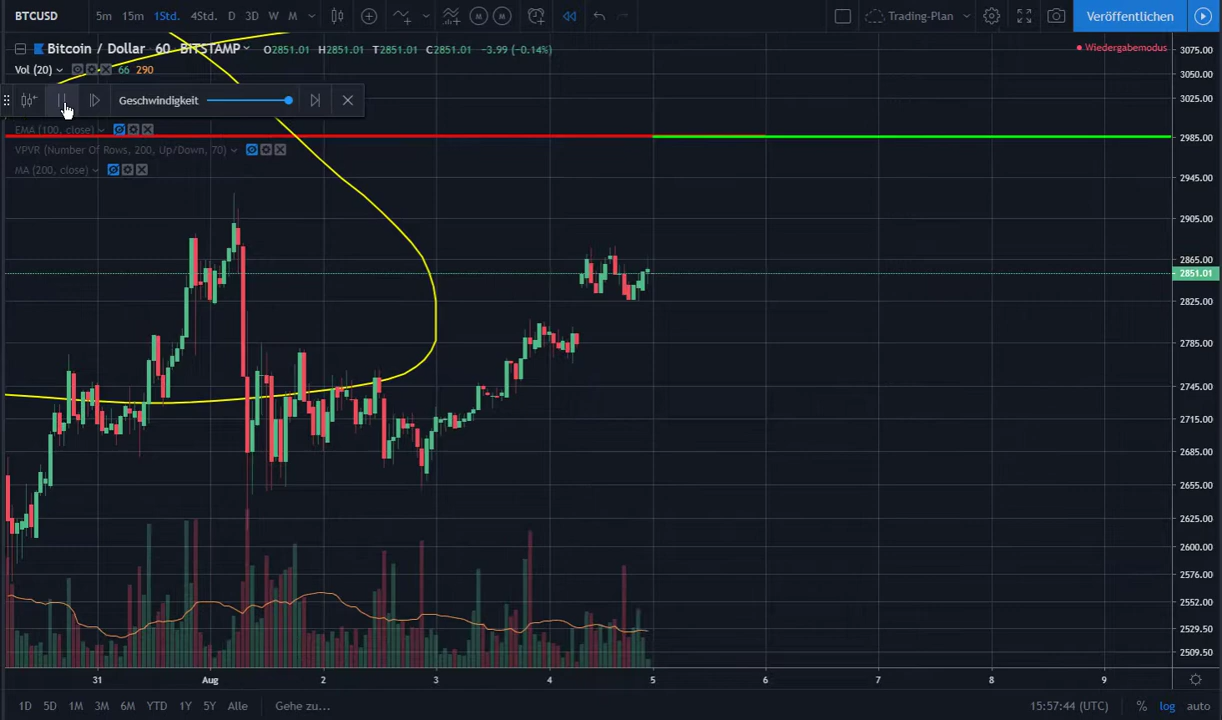 BTCUSD 5m 15m 1Std. 4Std. D 3D W M Trading-Plan Veröffentlichen
Bitcoin / Dollar 60 BITSTAMP O2851.01 H2851.01 T2851.01 C2851.01 -3.99 (-0.14%)
Wiedergabemodus
Vol (20) 66 290
Geschwindigkeit
EMA (100, close)
VPVR (Number Of Rows, 200, Up/Down, 70)
MA (200, close)
3075.00
3050.00
3025.00
2985.00
2945.00
2905.00
2865.00
2851.01
2825.00
2785.00
2745.00
2715.00
2685.00
2655.00
2625.00
2600.00
2576.00
2552.00
2529.50
2509.50
31 Aug 2 3 4 5 6 7 8 9
1D 5D 1M 3M 6M YTD 1Y 5Y Alle Gehe zu... 15:57:44 (UTC) % log auto